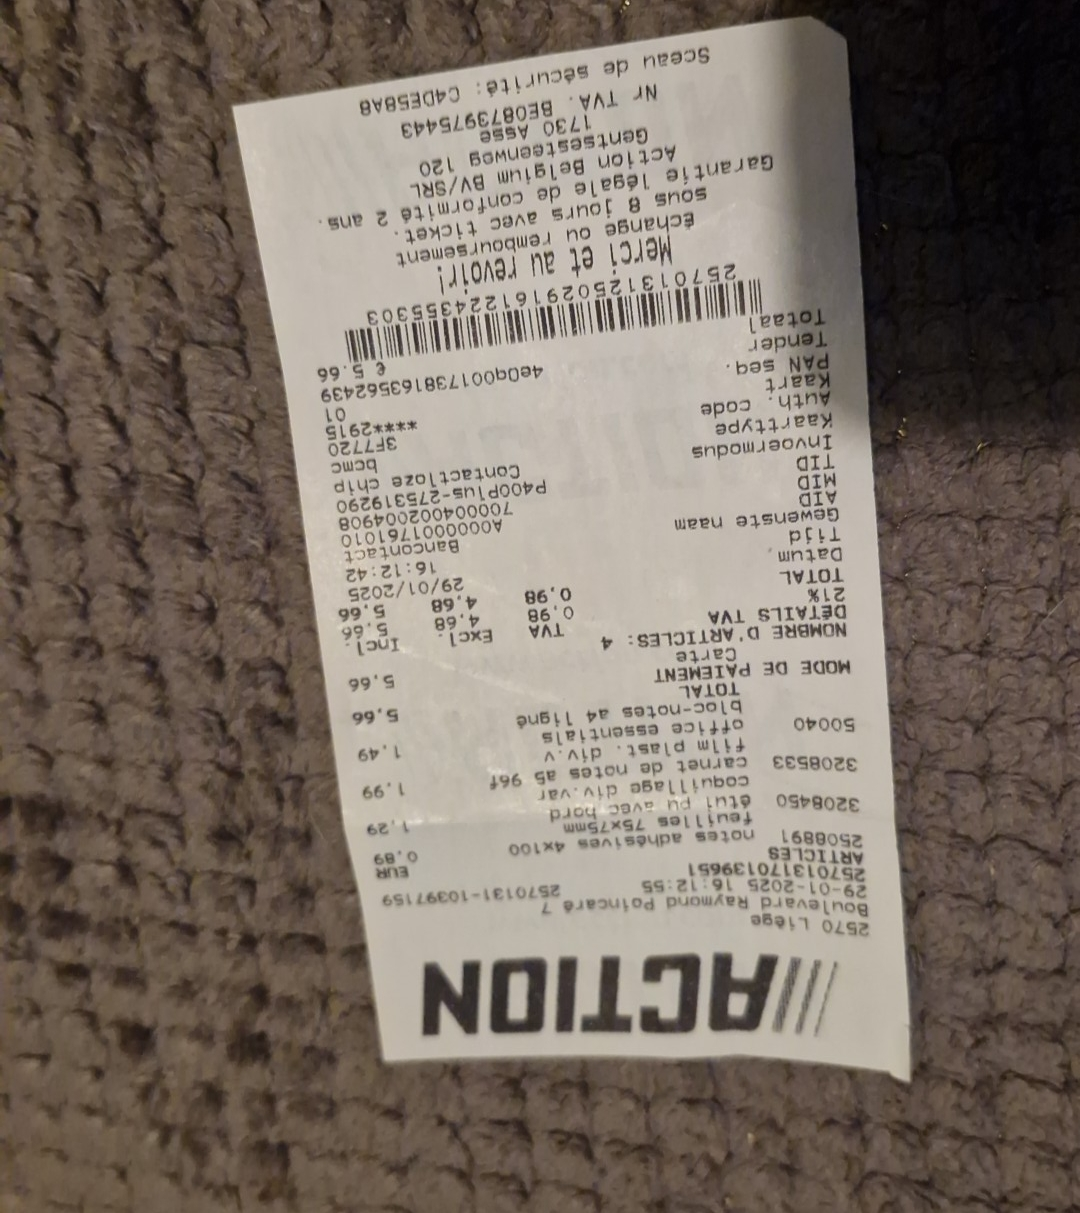 ACTION
2570 Liège
Boulevard Raymond Poincaré 7
29-01-2025 16:12:55 2570131-10397159
2570131170139651
ARTICLES EUR
2508891 notes adhésives 4x100 0,89
feuilles 75x75mm
3208450 étui pu avec bord 1,29
coquillage div.var
3208533 carnet de notes a5 96f 1,99
film plast. div.v
50040 office essentials 1,49
bloc-notes a4 ligné
TOTAL 5,66
MODE DE PAIEMENT
Carte 5,66
NOMBRE D'ARTICLES: 4
DÉTAILS TVA TVA Excl. Incl.
21% 0,98 4,68 5,66
TOTAL 0,98 4,68 5,66
Datum 29/01/2025
Tijd 16:12:42
Gewenste naam Bancontact
AID A0000001761010
MID 700004002004908
TID P400Plus-275319290
Invoermodus Contactloze chip
Kaarttype bcmc
Auth. code 3F7720
Kaart ****2915
PAN seq. 01
Tender 4e0q001738163562439
Totaal € 5.66
2570131250291612243553​03
Merci et au revoir!
Échange ou remboursement
sous 8 jours avec ticket.
Garantie légale de conformité 2 ans.
Action Belgium BV/SRL
Gentsesteenweg 120
1730 Asse
Nr TVA. BE0873975443
Sceau de sécurité: C4DE58A8